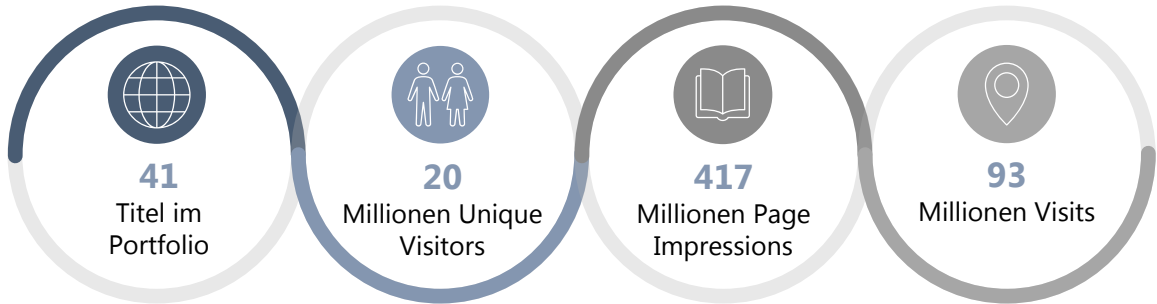 41
Titel im
Portfolio
20
Millionen Unique
Visitors
417
Millionen Page
Impressions
93
Millionen Visits